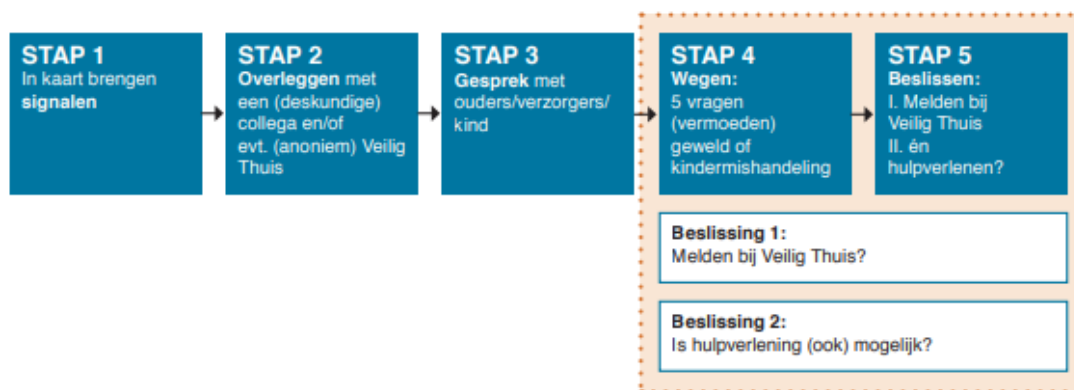 STAP 1
In kaart brengen
signalen
STAP 2
Overleggen met
een (deskundige)
collega en/of
evt. (anoniem) Veilig
Thuis
STAP 3
Gesprek met
ouders/verzorgers/
kind
STAP 4
Wegen:
5 vragen
(vermoeden)
geweld of
kindermishandeling
STAP 5
Beslissen:
I. Melden bij
Veilig Thuis
II. én
hulpverlenen?
Beslissing 1:
Melden bij Veilig Thuis?
Beslissing 2:
Is hulpverlening (ook) mogelijk?